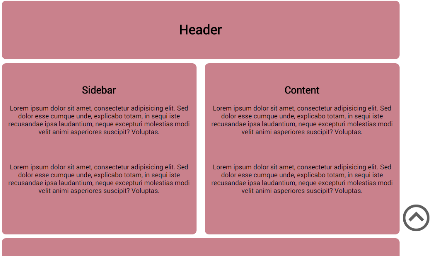 Header
Sidebar
Lorem ipsum dolor sit amet, consectetur adipisicing elit. Sed
dolor esse cumque unde, explicabo totam, in sequi iste
recusandae ipsa laudantium, neque excepturi molestias modi
velit animi asperiores suscipit? Voluptas.
Lorem ipsum dolor sit amet, consectetur adipisicing elit. Sed
dolor esse cumque unde, explicabo totam, in sequi iste
recusandae ipsa laudantium, neque excepturi molestias modi
velit animi asperiores suscipit? Voluptas.
Content
Lorem ipsum dolor sit amet, consectetur adipisicing elit. Sed
dolor esse cumque unde, explicabo totam, in sequi iste
recusandae ipsa laudantium, neque excepturi molestias modi
velit animi asperiores suscipit? Voluptas.
Lorem ipsum dolor sit amet, consectetur adipisicing elit. Sed
dolor esse cumque unde, explicabo totam, in sequi iste
recusandae ipsa laudantium, neque excepturi molestias modi
velit animi asperiores suscipit? Voluptas.